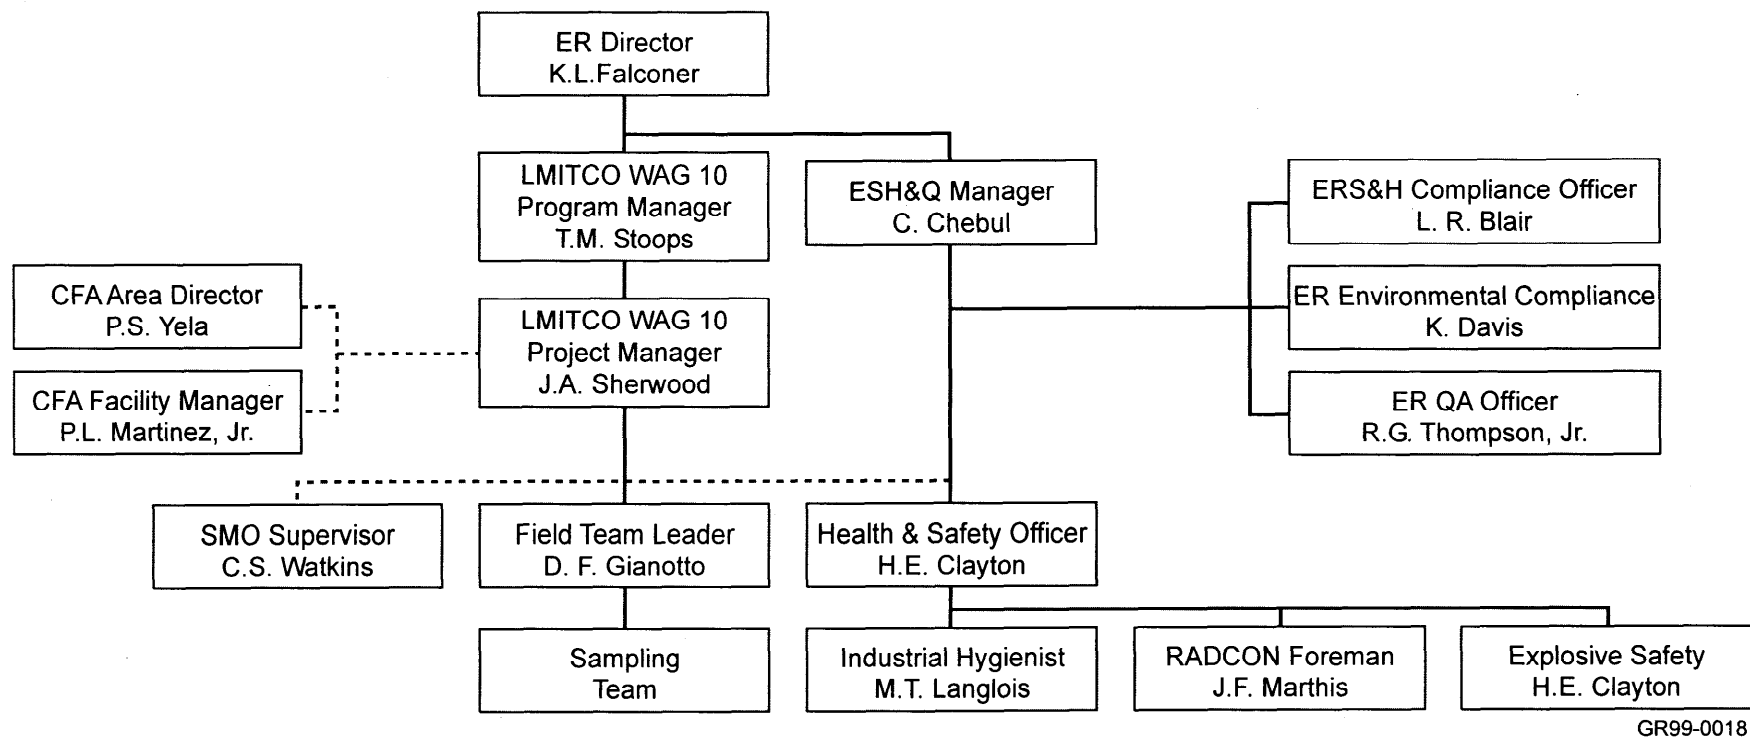 ER Director
K.L.Falconer
LMITCO WAG 10
Program Manager
T.M. Stoops
ESH&Q Manager
C. Chebul
ERS&H Compliance Officer
L. R. Blair
CFA Area Director
P.S. Yela
LMITCO WAG 10
Project Manager
J.A. Sherwood
ER Environmental Compliance
K. Davis
CFA Facility Manager
P.L. Martinez, Jr.
ER QA Officer
R.G. Thompson, Jr.
SMO Supervisor
C.S. Watkins
Field Team Leader
D. F. Gianotto
Health & Safety Officer
H.E. Clayton
Sampling
Team
Industrial Hygienist
M.T. Langlois
RADCON Foreman
J.F. Marthis
Explosive Safety
H.E. Clayton
GR99-0018